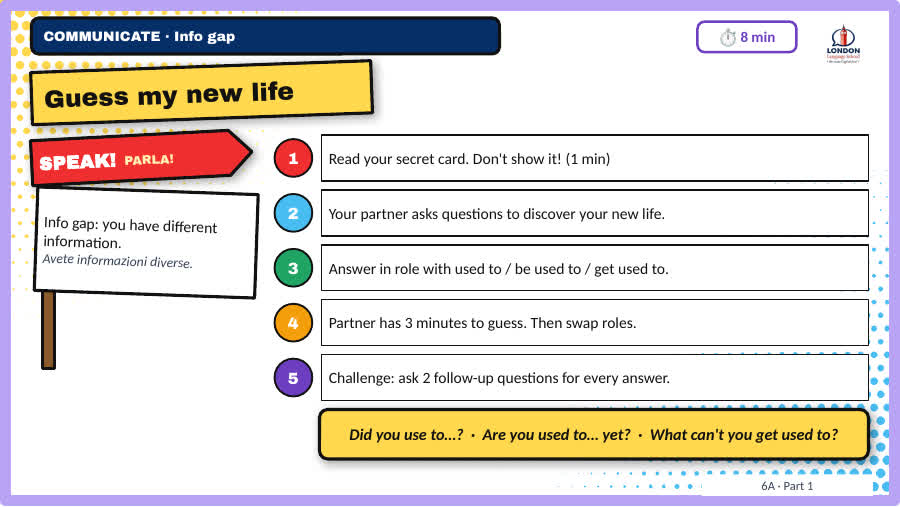 COMMUNICATE · Info gap
8 min
LONDON
Language School
Guess my new life
SPEAK! PARLA!
Info gap: you have different
information.
Avete informazioni diverse.
1 Read your secret card. Don't show it! (1 min)
2 Your partner asks questions to discover your new life.
3 Answer in role with used to / be used to / get used to.
4 Partner has 3 minutes to guess. Then swap roles.
5 Challenge: ask 2 follow-up questions for every answer.
Did you use to...? · Are you used to... yet? · What can't you get used to?
6A · Part 1